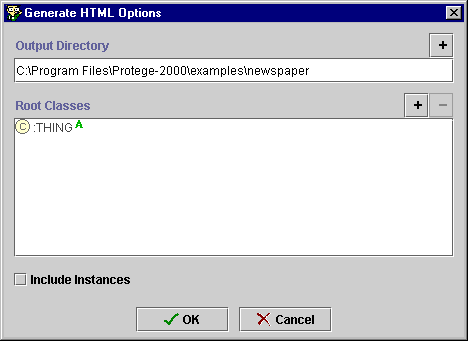 Generate HTML Options
Output Directory
C:\Program Files\Protege-2000\examples\newspaper
Root Classes
C :THING A
Include Instances
OK Cancel